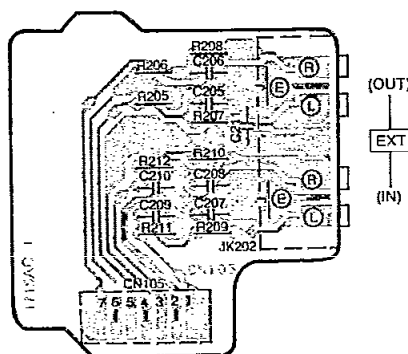 R208
C206
R206
R
E
(OUT)
R205
C205
L
R207
EXT
R210
R212
C210
C208
R
E
(IN)
C209
C207
L
R211
R209
JK202
CN105
7 6 5 4 3 2 1